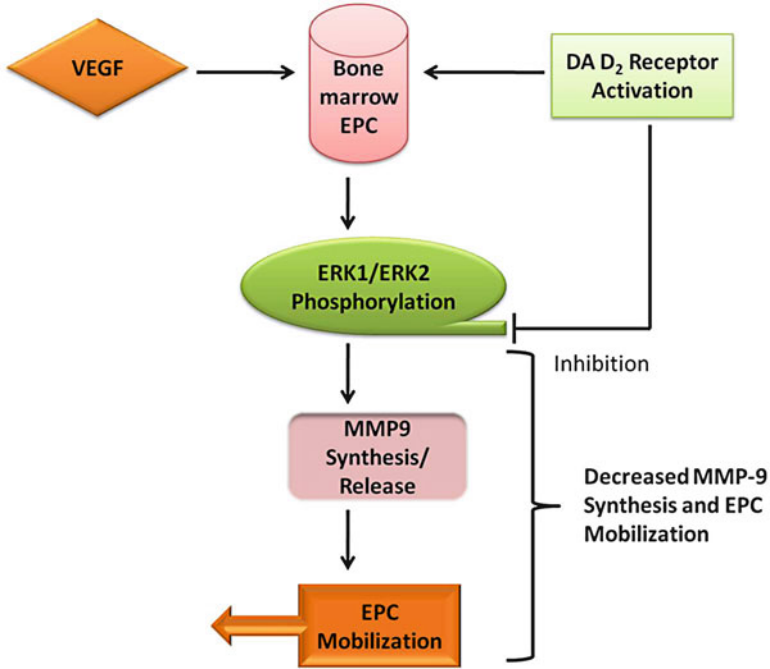 VEGF
Bone
marrow
EPC
DA D₂ Receptor
Activation
ERK1/ERK2
Phosphorylation
Inhibition
MMP9
Synthesis/
Release
Decreased MMP-9
Synthesis and EPC
Mobilization
EPC
Mobilization